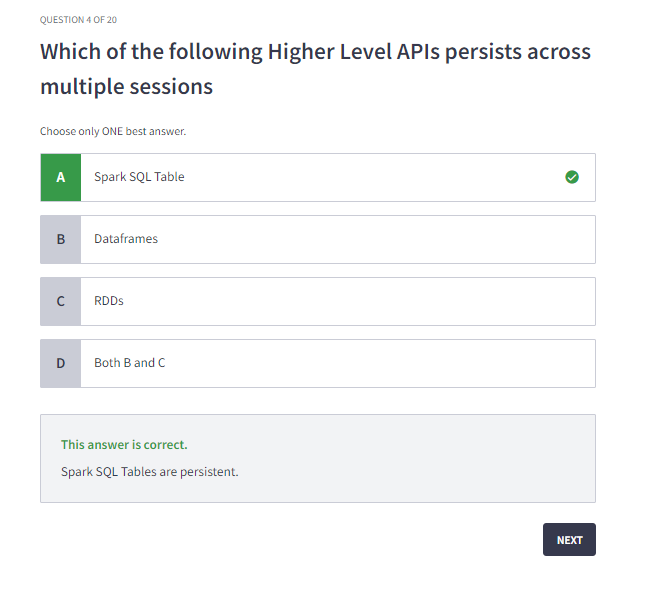 QUESTION 4 OF 20
Which of the following Higher Level APIs persists across
multiple sessions
Choose only ONE best answer.
A Spark SQL Table
B Dataframes
C RDDs
D Both B and C
This answer is correct.
Spark SQL Tables are persistent.
NEXT